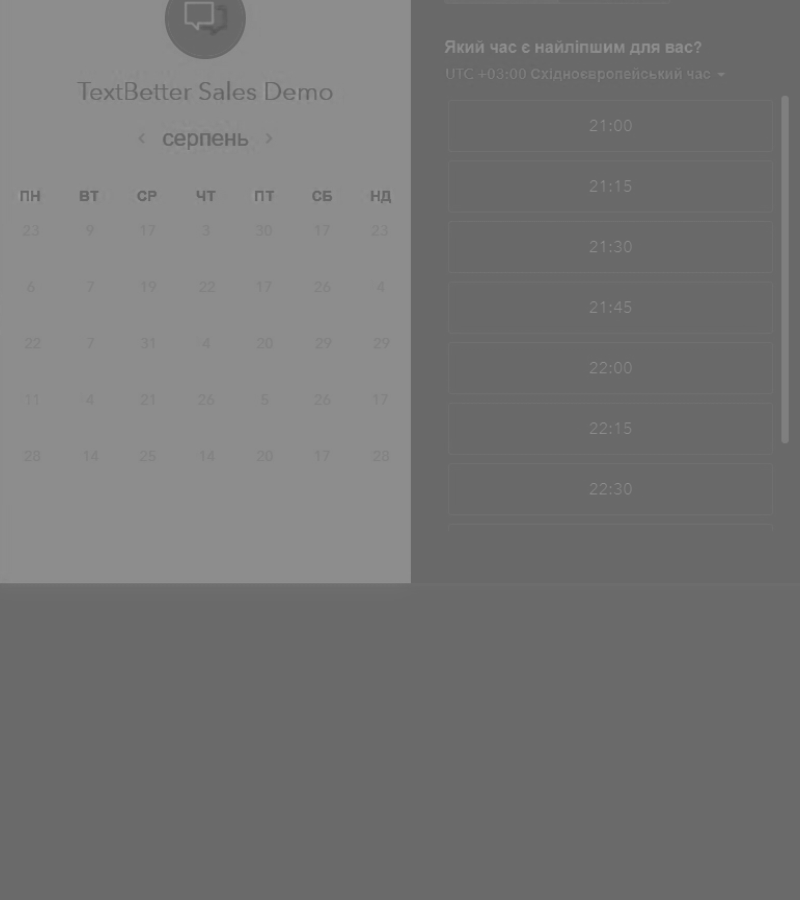 TextBetter Sales Demo
серпень
ПН ВТ СР ЧТ ПТ СБ НД
23 9 17 3 30 17 23
6 7 19 22 17 26 4
22 7 31 4 20 29 29
11 4 21 26 5 26 17
28 14 25 14 20 17 28
Який час є найліпшим для вас?
UTC +03:00 Східноєвропейський час
21:00
21:15
21:30
21:45
22:00
22:15
22:30